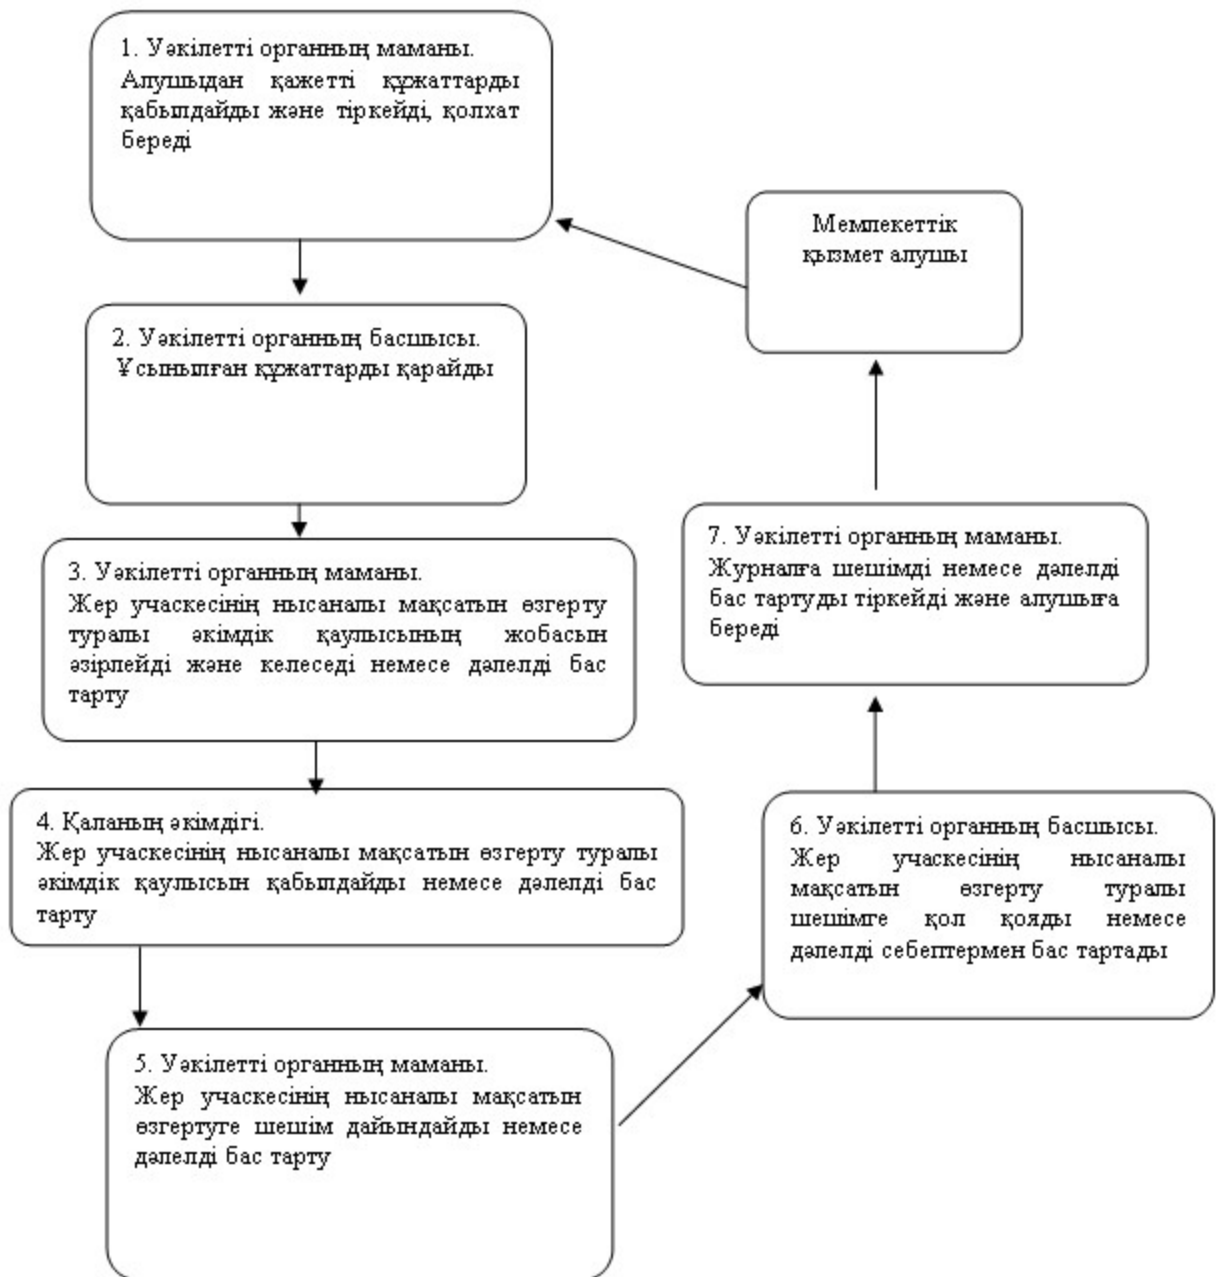 1. Уәкілетті органның маманы.
Алушыдан қажетті құжаттарды
қабылдайды және тіркейді, қолхат
береді
Мемлекеттік
қызмет алушы
2. Уәкілетті органның басшысы.
Ұсынылған құжаттарды қарайды
3. Уәкілетті органның маманы.
Жер учаскесінің нысаналы мақсатын өзгерту
туралы әкімдік қаулысының жобасын
әзірлейді және келеседі немесе дәлелді бас
тарту
4. Қаланың әкімдігі.
Жер учаскесінің нысаналы мақсатын өзгерту туралы
әкімдік қаулысын қабылдайды немесе дәлелді бас
тарту
5. Уәкілетті органның маманы.
Жер учаскесінің нысаналы мақсатын
өзгертуге шешім дайындайды немесе
дәлелді бас тарту
6. Уәкілетті органның басшысы.
Жер учаскесінің нысаналы
мақсатын өзгерту туралы
шешімге қол қояды немесе
дәлелді себептермен бас тартады
7. Уәкілетті органның маманы.
Журналға шешімді немесе дәлелді
бас тартуды тіркейді және алушыға
береді